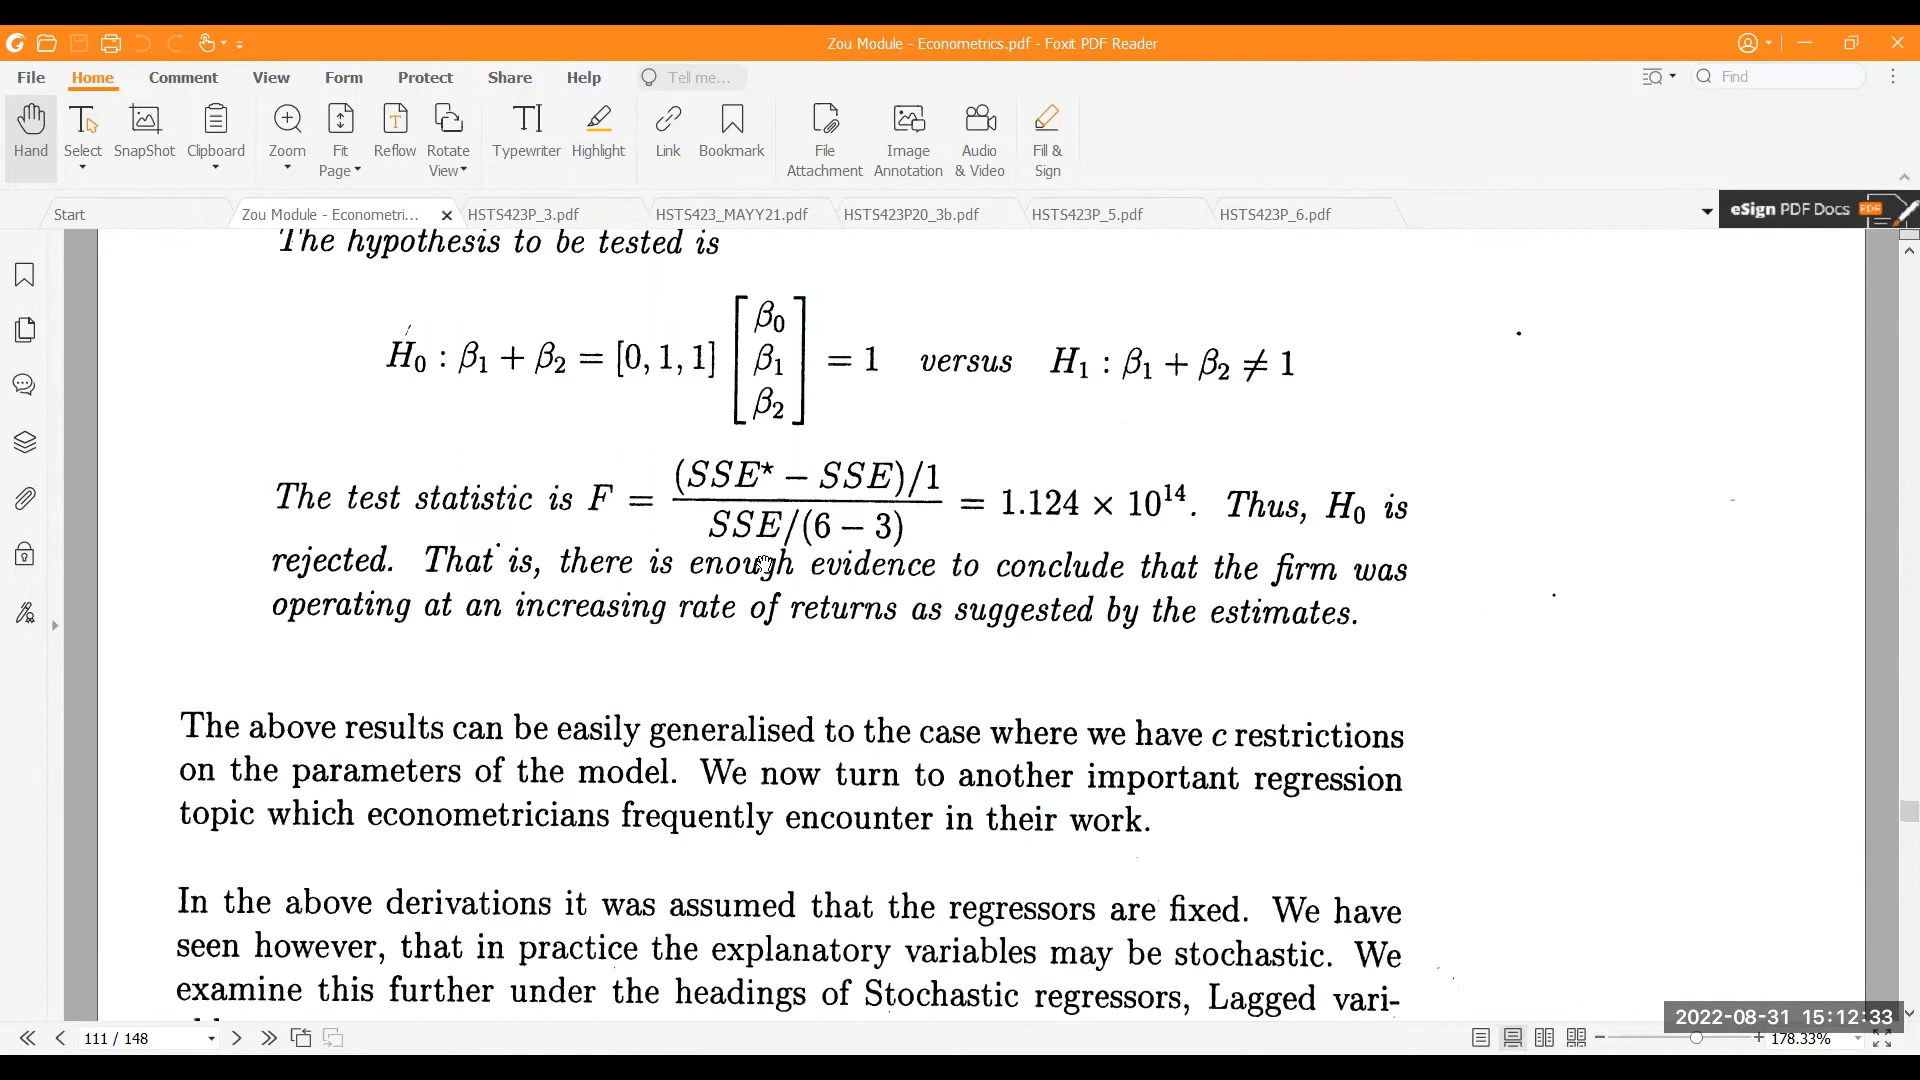 Zou Module - Econometrics.pdf - Foxit PDF Reader
File Home Comment View Form Protect Share Help Tell me... Find
Hand Select SnapShot Clipboard Zoom Fit Page Reflow Rotate View Typewriter Highlight Link Bookmark File Attachment Image Annotation Audio & Video Fill & Sign
Start Zou Module - Econometri... HSTS423P_3.pdf HSTS423_MAYY21.pdf HSTS423P20_3b.pdf HSTS423P_5.pdf HSTS423P_6.pdf eSign PDF Docs PDF
The hypothesis to be tested is
H₀ : β₁ + β₂ = [0, 1, 1] [β₀ β₁ β₂] = 1 versus H₁ : β₁ + β₂ ≠ 1
The test statistic is F = (SSE* − SSE)/1 / SSE/(6 − 3) = 1.124 × 10¹⁴. Thus, H₀ is
rejected. That is, there is enough evidence to conclude that the firm was
operating at an increasing rate of returns as suggested by the estimates.
The above results can be easily generalised to the case where we have c restrictions
on the parameters of the model. We now turn to another important regression
topic which econometricians frequently encounter in their work.
In the above derivations it was assumed that the regressors are fixed. We have
seen however, that in practice the explanatory variables may be stochastic. We
examine this further under the headings of Stochastic regressors, Lagged vari-
2022-08-31 15:12:33
111 / 148 178.33%